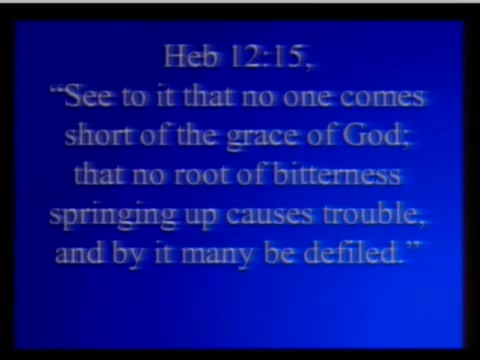 Heb 12:15,
“See to it that no one comes
short of the grace of God;
that no root of bitterness
springing up causes trouble,
and by it many be defiled.”